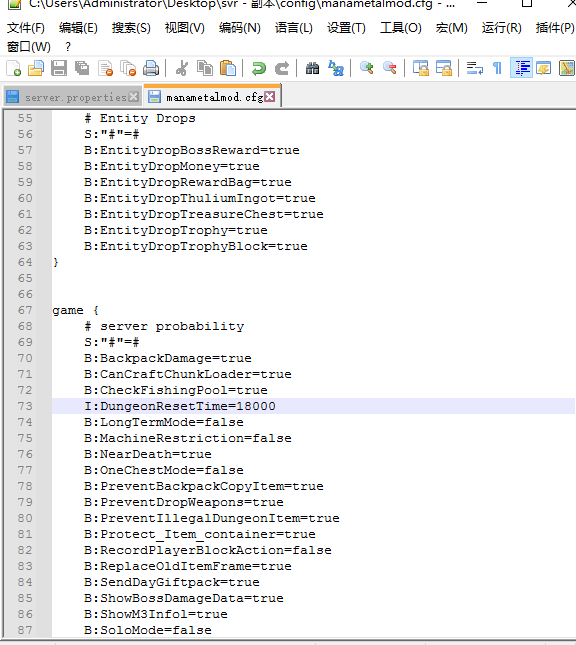 C:\Users\Administrator\Desktop\svr - 副本\config\manametalmod.cfg - ...
文件(F) 编辑(E) 搜索(S) 视图(V) 编码(N) 语言(L) 设置(T) 工具(O) 宏(M) 运行(R) 插件(P)
窗口(W) ?
server.properties manametalmod.cfg
55 # Entity Drops
56 S:"#"=#
57 B:EntityDropBossReward=true
58 B:EntityDropMoney=true
59 B:EntityDropRewardBag=true
60 B:EntityDropThuliumIngot=true
61 B:EntityDropTreasureChest=true
62 B:EntityDropTrophy=true
63 B:EntityDropTrophyBlock=true
64 }
65
66
67 game {
68 # server probability
69 S:"#"=#
70 B:BackpackDamage=true
71 B:CanCraftChunkLoader=true
72 B:CheckFishingPool=true
73 I:DungeonResetTime=18000
74 B:LongTermMode=false
75 B:MachineRestriction=false
76 B:NearDeath=true
77 B:OneChestMode=false
78 B:PreventBackpackCopyItem=true
79 B:PreventDropWeapons=true
80 B:PreventIllegalDungeonItem=true
81 B:Protect_Item_container=true
82 B:RecordPlayerBlockAction=false
83 B:ReplaceOldItemFrame=true
84 B:SendDayGiftpack=true
85 B:ShowBossDamageData=true
86 B:ShowM3Infol=true
87 B:SoloMode=false